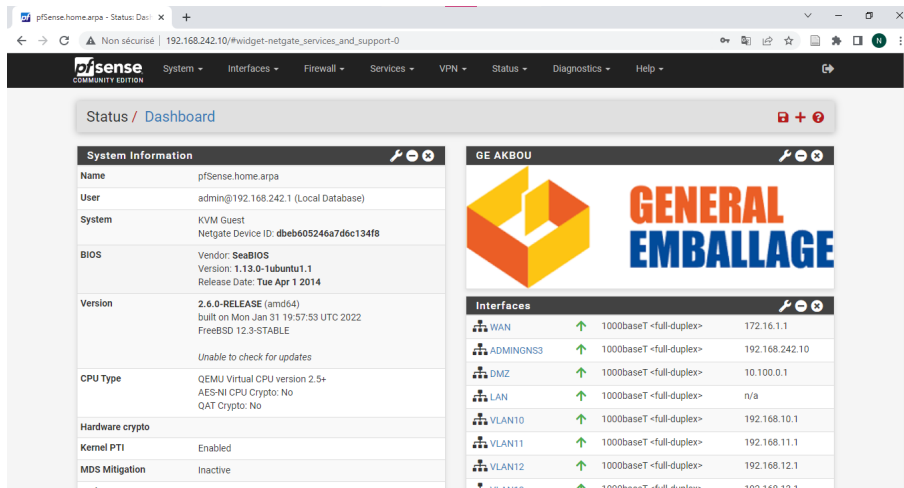 pfSense.home.arpa - Status: Das
Non sécurisé | 192.168.242.10/#widget-netgate_services_and_support-0
N
pfsense
COMMUNITY EDITION
System Interfaces Firewall Services VPN Status Diagnostics Help
Status / Dashboard
System Information
Name pfSense.home.arpa
User admin@192.168.242.1 (Local Database)
System KVM Guest
Netgate Device ID: dbeb605246a7d6c134f8
BIOS Vendor: SeaBIOS
Version: 1.13.0-1ubuntu1.1
Release Date: Tue Apr 1 2014
Version 2.6.0-RELEASE (amd64)
built on Mon Jan 31 19:57:53 UTC 2022
FreeBSD 12.3-STABLE
Unable to check for updates
CPU Type QEMU Virtual CPU version 2.5+
AES-NI CPU Crypto: No
QAT Crypto: No
Hardware crypto
Kernel PTI Enabled
MDS Mitigation Inactive
GE AKBOU
GENERAL
EMBALLAGE
Interfaces
WAN 1000baseT <full-duplex> 172.16.1.1
ADMINGNS3 1000baseT <full-duplex> 192.168.242.10
DMZ 1000baseT <full-duplex> 10.100.0.1
LAN 1000baseT <full-duplex> n/a
VLAN10 1000baseT <full-duplex> 192.168.10.1
VLAN11 1000baseT <full-duplex> 192.168.11.1
VLAN12 1000baseT <full-duplex> 192.168.12.1